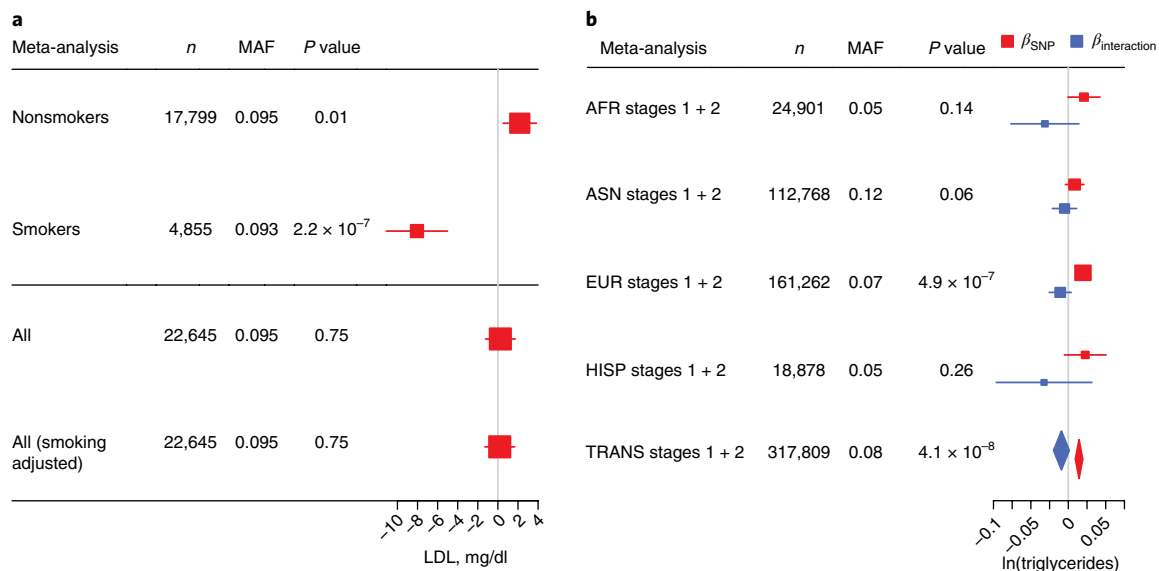 a
Meta-analysis n MAF P value
Nonsmokers 17,799 0.095 0.01
Smokers 4,855 0.093 2.2 × 10⁻⁷
All 22,645 0.095 0.75
All (smoking adjusted) 22,645 0.095 0.75
−10 −8 −6 −4 −2 0 2 4
LDL, mg/dl
b
Meta-analysis n MAF P value βSNP βinteraction
AFR stages 1 + 2 24,901 0.05 0.14
ASN stages 1 + 2 112,768 0.12 0.06
EUR stages 1 + 2 161,262 0.07 4.9 × 10⁻⁷
HISP stages 1 + 2 18,878 0.05 0.26
TRANS stages 1 + 2 317,809 0.08 4.1 × 10⁻⁸
−0.1 −0.05 0 0.05
ln(triglycerides)